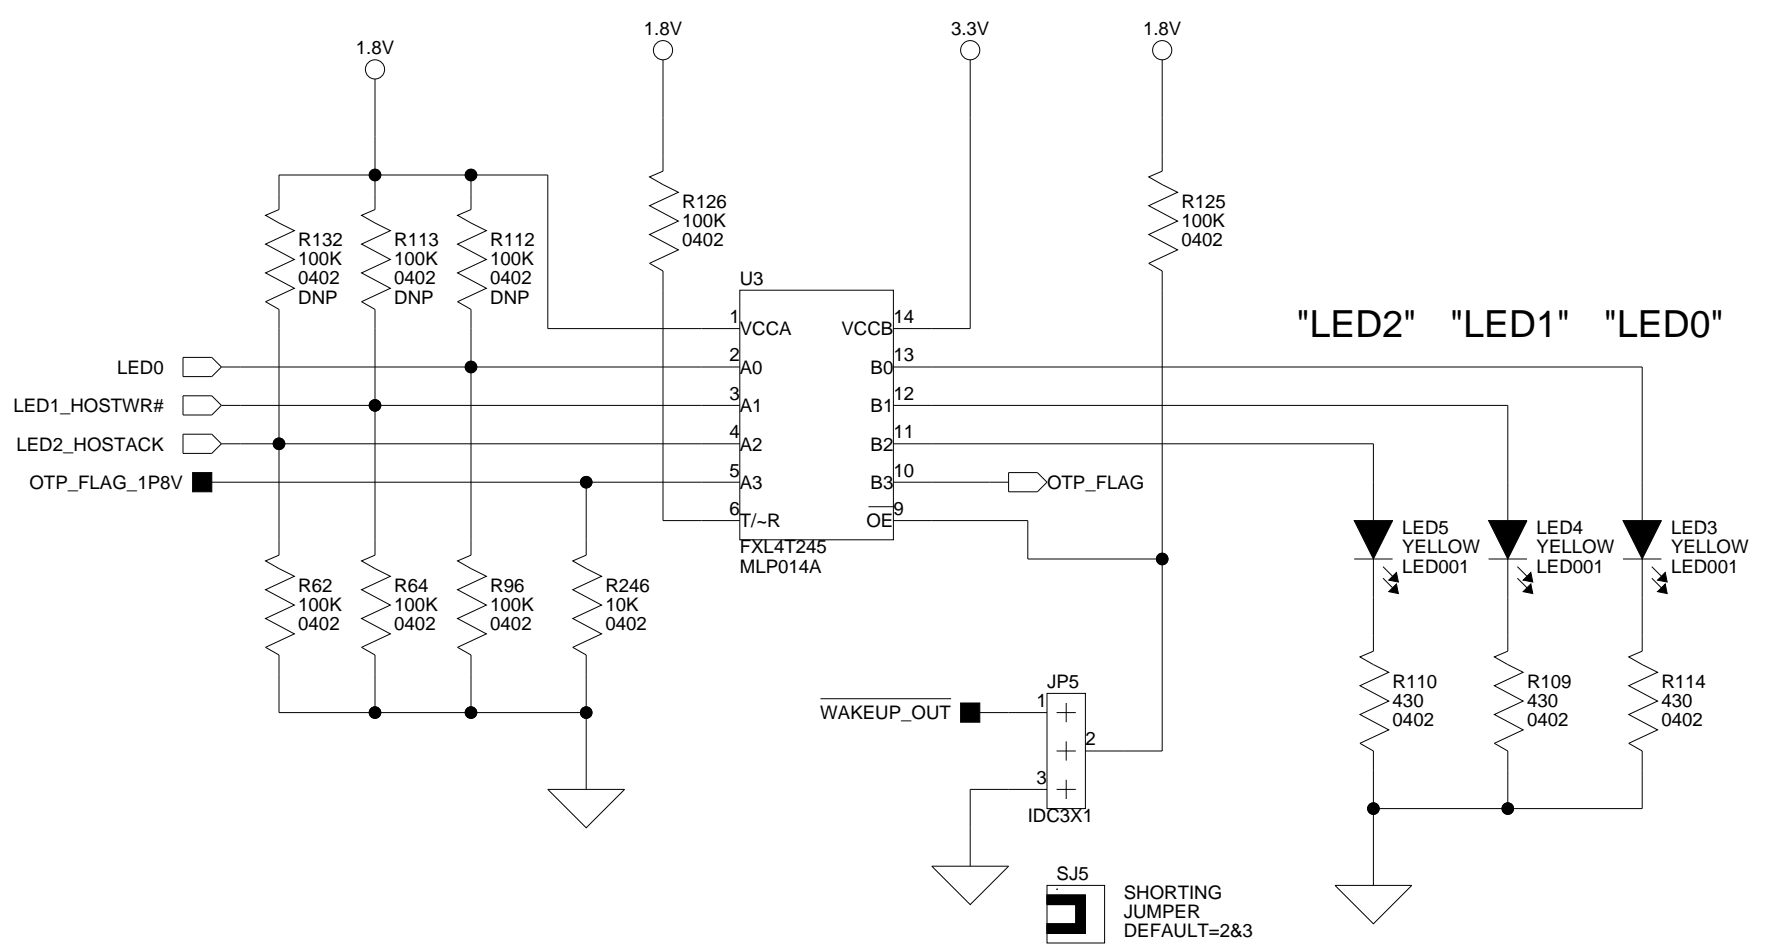 1.8V
1.8V
3.3V
1.8V
R132
100K
0402
DNP
R113
100K
0402
DNP
R112
100K
0402
DNP
R126
100K
0402
R125
100K
0402
U3
1
VCCA
2
A0
3
A1
4
A2
5
A3
6
T/~R
VCCB
14
B0
13
B1
12
B2
11
B3
10
OE
9
FXL4T245
MLP014A
LED0
LED1_HOSTWR#
LED2_HOSTACK
OTP_FLAG_1P8V
OTP_FLAG
"LED2" "LED1" "LED0"
LED5
YELLOW
LED001
LED4
YELLOW
LED001
LED3
YELLOW
LED001
R62
100K
0402
R64
100K
0402
R96
100K
0402
R246
10K
0402
R110
430
0402
R109
430
0402
R114
430
0402
WAKEUP_OUT
JP5
1
2
3
IDC3X1
SJ5
SHORTING
JUMPER
DEFAULT=2&3